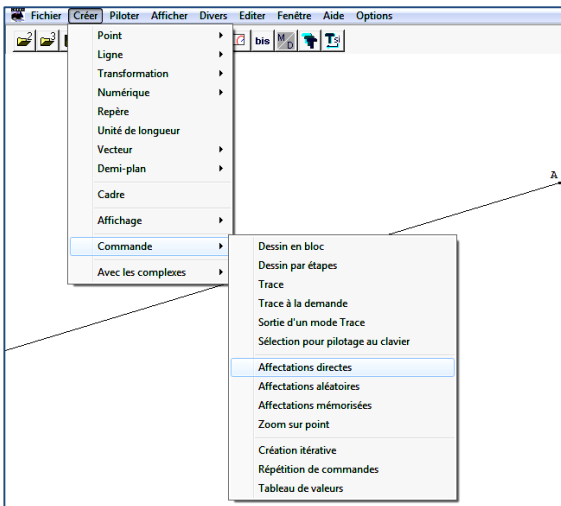 Fichier Créer Piloter Afficher Divers Editer Fenêtre Aide Options
2 3 bis M/D Tsi
Point
Ligne
Transformation
Numérique
Repère
Unité de longueur
Vecteur
Demi-plan
Cadre
Affichage
Commande
Avec les complexes
A
Dessin en bloc
Dessin par étapes
Trace
Trace à la demande
Sortie d'un mode Trace
Sélection pour pilotage au clavier
Affectations directes
Affectations aléatoires
Affectations mémorisées
Zoom sur point
Création itérative
Répétition de commandes
Tableau de valeurs